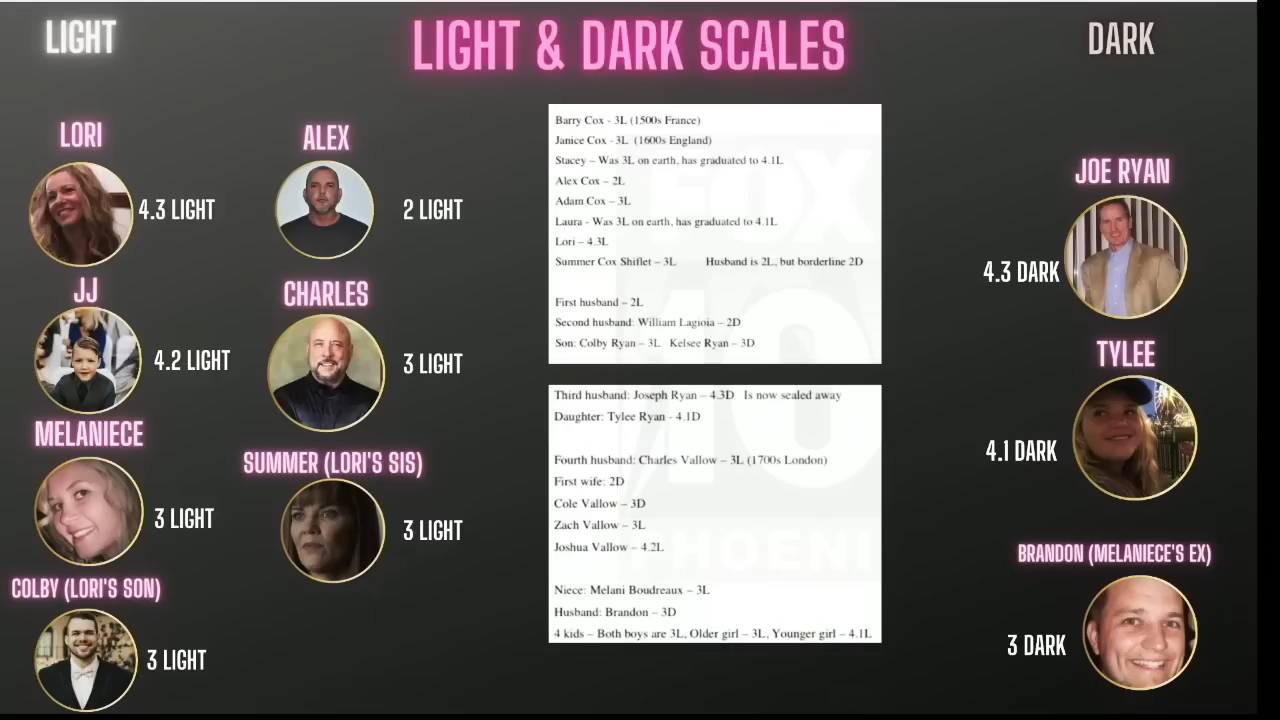 LIGHT
LIGHT & DARK SCALES
DARK
LORI
4.3 LIGHT
JJ
4.2 LIGHT
MELANIECE
3 LIGHT
COLBY (LORI'S SON)
3 LIGHT
ALEX
2 LIGHT
CHARLES
3 LIGHT
SUMMER (LORI'S SIS)
3 LIGHT
Barry Cox - 3L (1500s France)
Janice Cox - 3L (1600s England)
Stacey – Was 3L on earth, has graduated to 4.1L
Alex Cox – 2L
Adam Cox – 3L
Laura - Was 3L on earth, has graduated to 4.1L
Lori – 4.3L
Summer Cox Shiflet – 3L Husband is 2L, but borderline 2D
First husband – 2L
Second husband: William Lagioia – 2D
Son: Colby Ryan – 3L Kelsee Ryan – 3D
Third husband: Joseph Ryan – 4.3D Is now sealed away
Daughter: Tylee Ryan - 4.1D
Fourth husband: Charles Vallow – 3L (1700s London)
First wife: 2D
Cole Vallow – 3D
Zach Vallow – 3L
Joshua Vallow – 4.2L
Niece: Melani Boudreaux – 3L
Husband: Brandon – 3D
4 kids – Both boys are 3L, Older girl – 3L, Younger girl – 4.1L
FOX
10
PHOENI
JOE RYAN
4.3 DARK
TYLEE
4.1 DARK
BRANDON (MELANIECE'S EX)
3 DARK